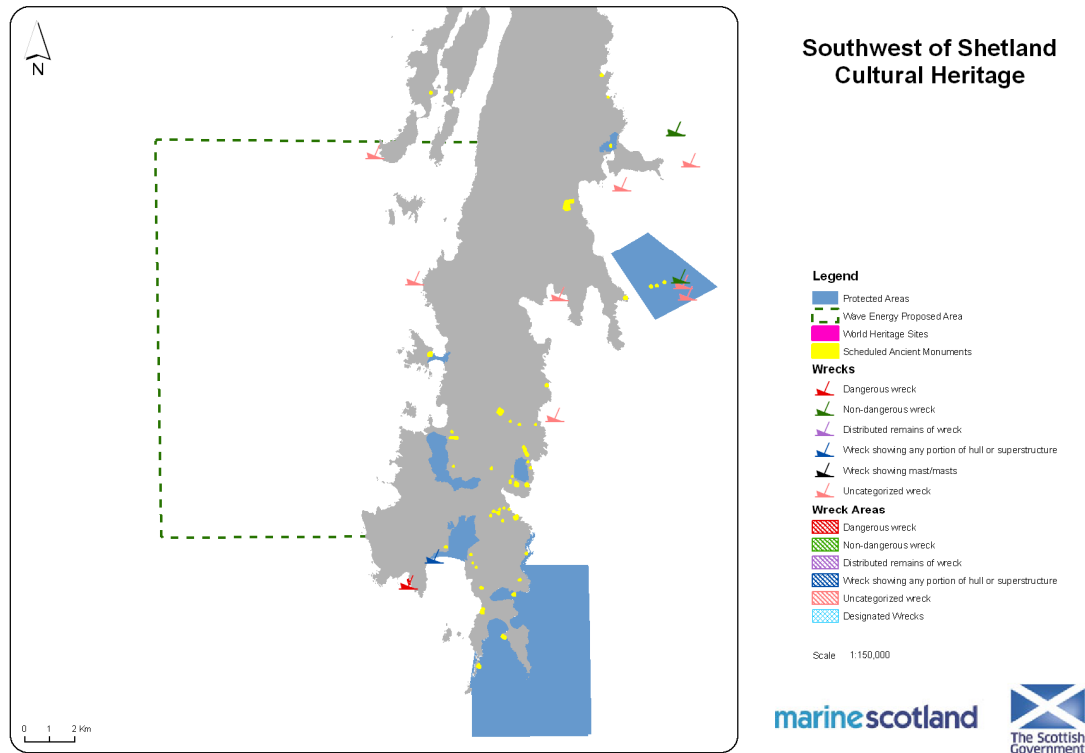 N
Southwest of Shetland
Cultural Heritage
Legend
Protected Areas
Wave Energy Proposed Area
World Heritage Sites
Scheduled Ancient Monuments
Wrecks
Dangerous wreck
Non-dangerous wreck
Distributed remains of wreck
Wreck showing any portion of hull or superstructure
Wreck showing mast/masts
Uncategorized wreck
Wreck Areas
Dangerous wreck
Non-dangerous wreck
Distributed remains of wreck
Wreck showing any portion of hull or superstructure
Uncategorized wreck
Designated Wrecks
Scale 1:150,000
0 1 2 Km
marinescotland
The Scottish
Government